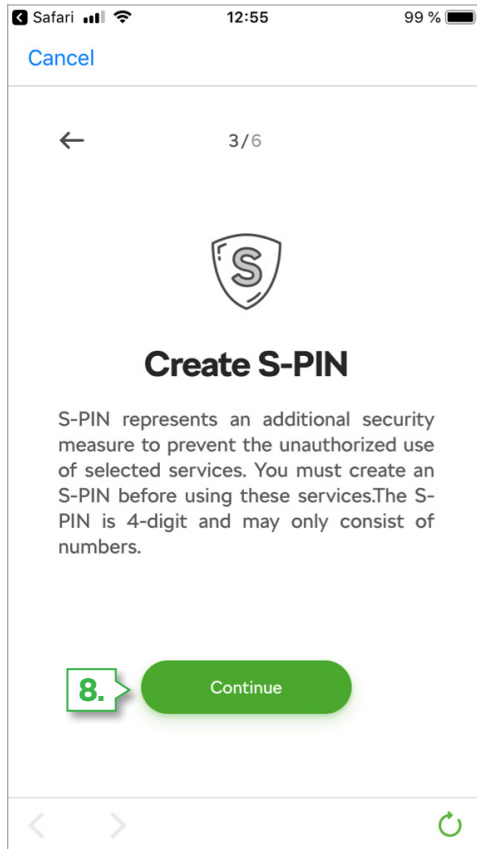 Safari 12:55 99 %
Cancel
3/6
S
Create S-PIN
S-PIN represents an additional security
measure to prevent the unauthorized use
of selected services. You must create an
S-PIN before using these services.The S-
PIN is 4-digit and may only consist of
numbers.
8. Continue